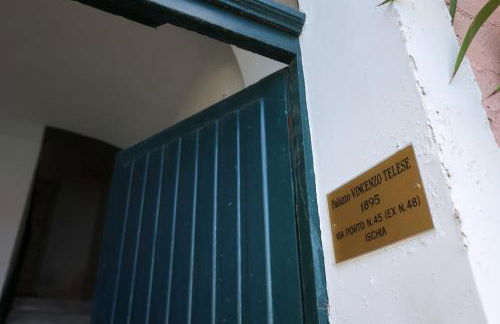 Palazzo VINCENZO TELESE
1895
VIA PORTO N.45 (EX N.48)
ISCHIA